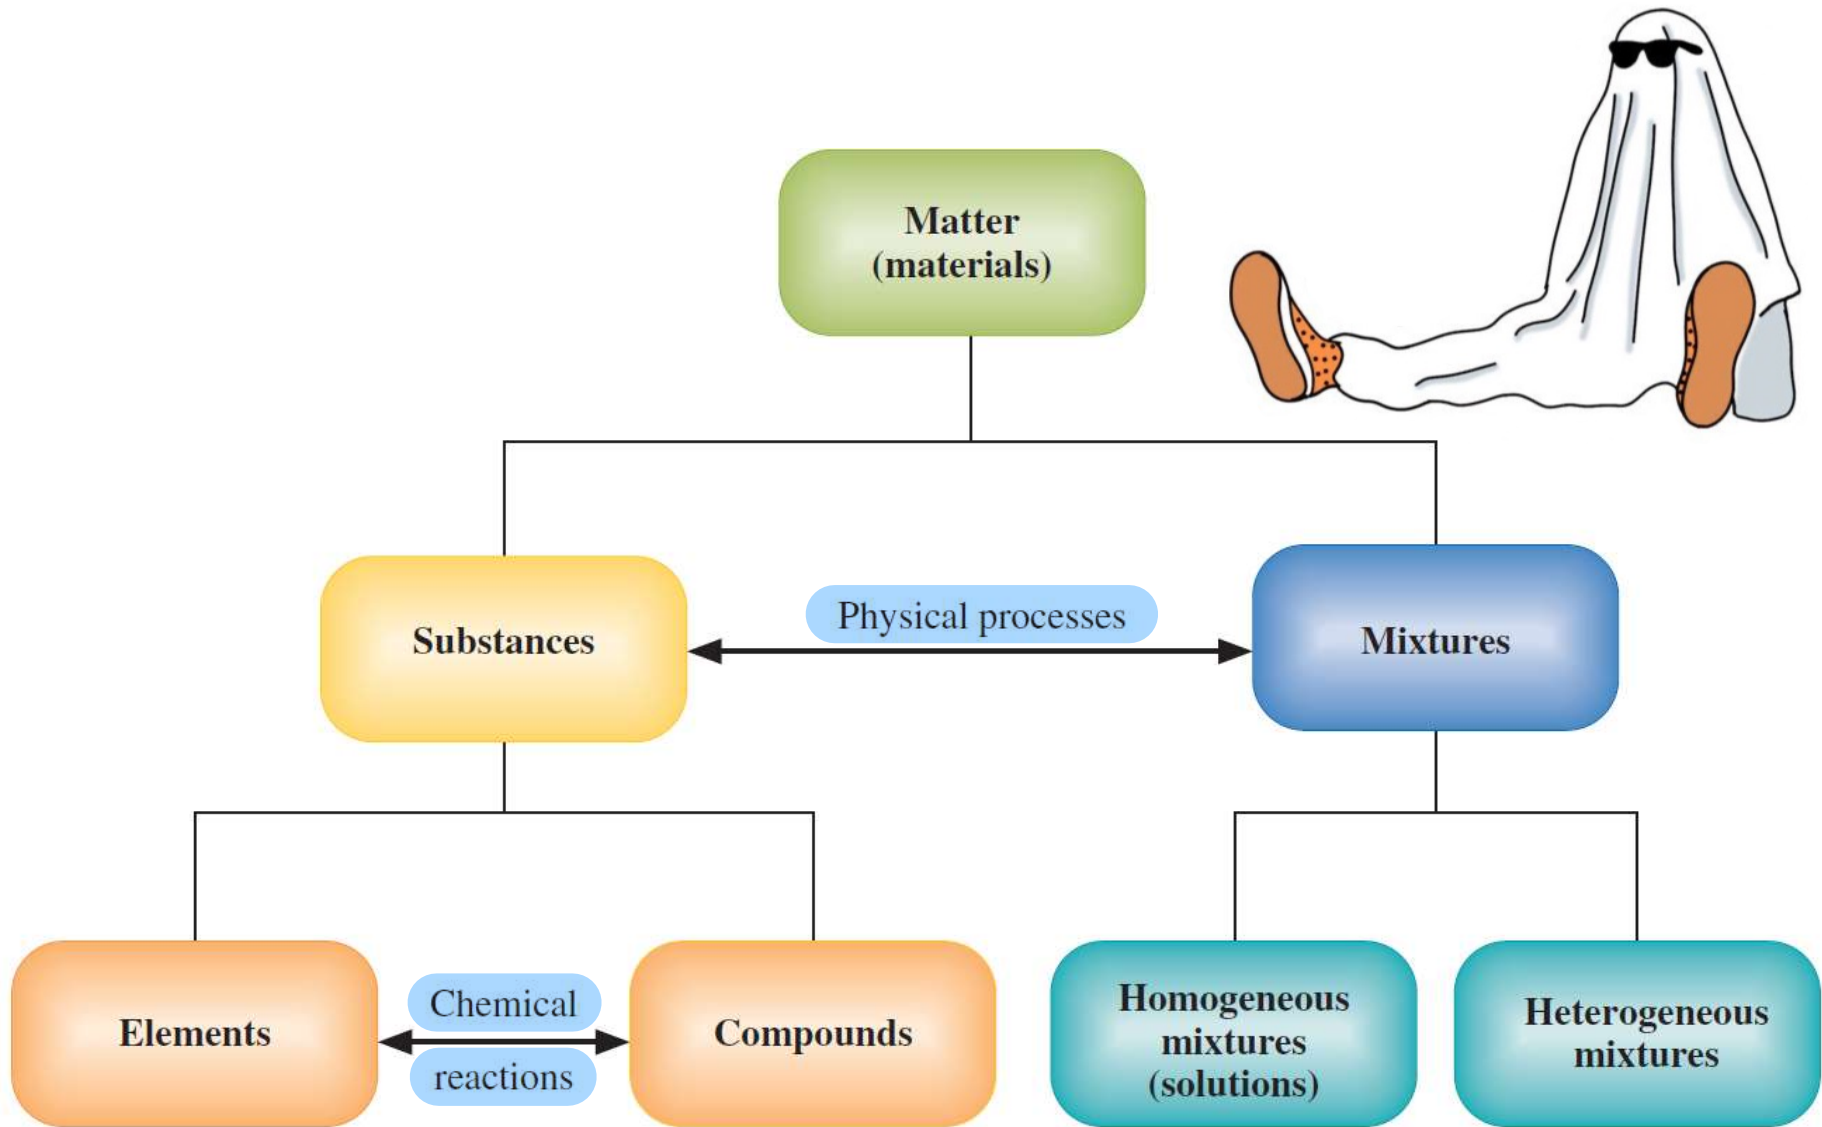 Matter
(materials)
Substances
Physical processes
Mixtures
Elements
Chemical
reactions
Compounds
Homogeneous
mixtures
(solutions)
Heterogeneous
mixtures